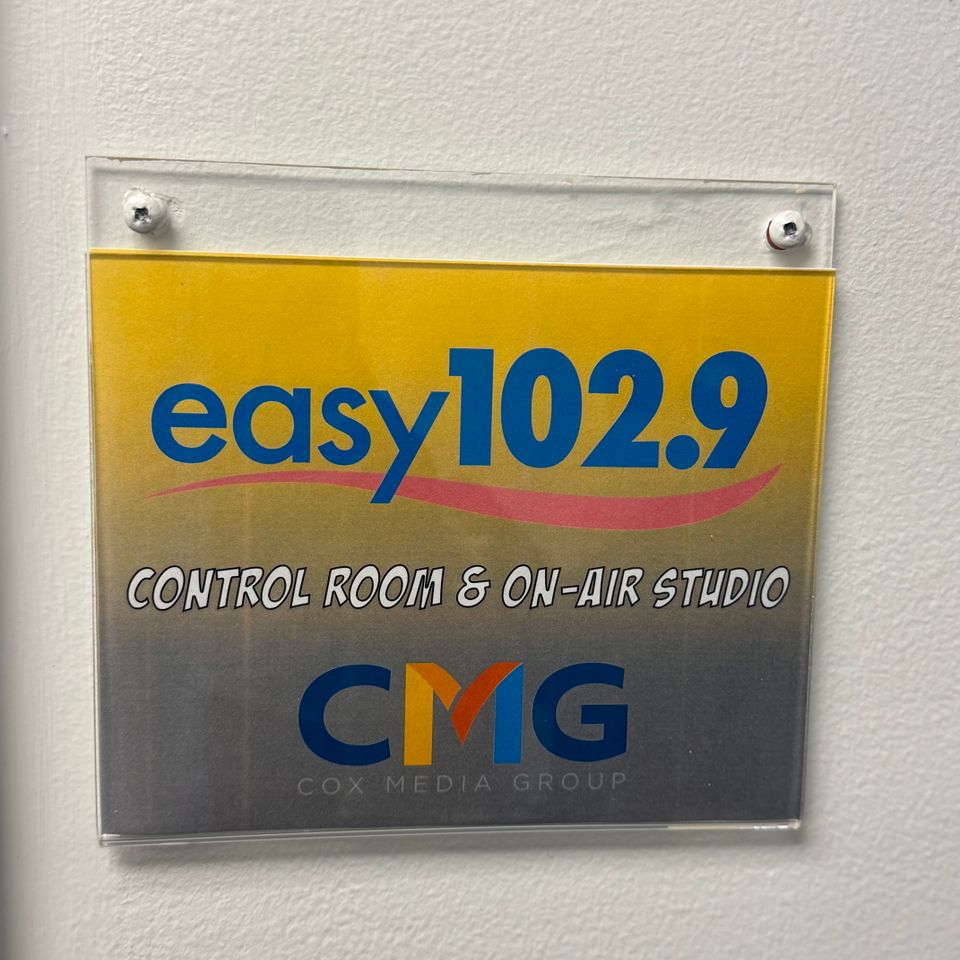 easy102.9
CONTROL ROOM & ON-AIR STUDIO
CMG
COX MEDIA GROUP